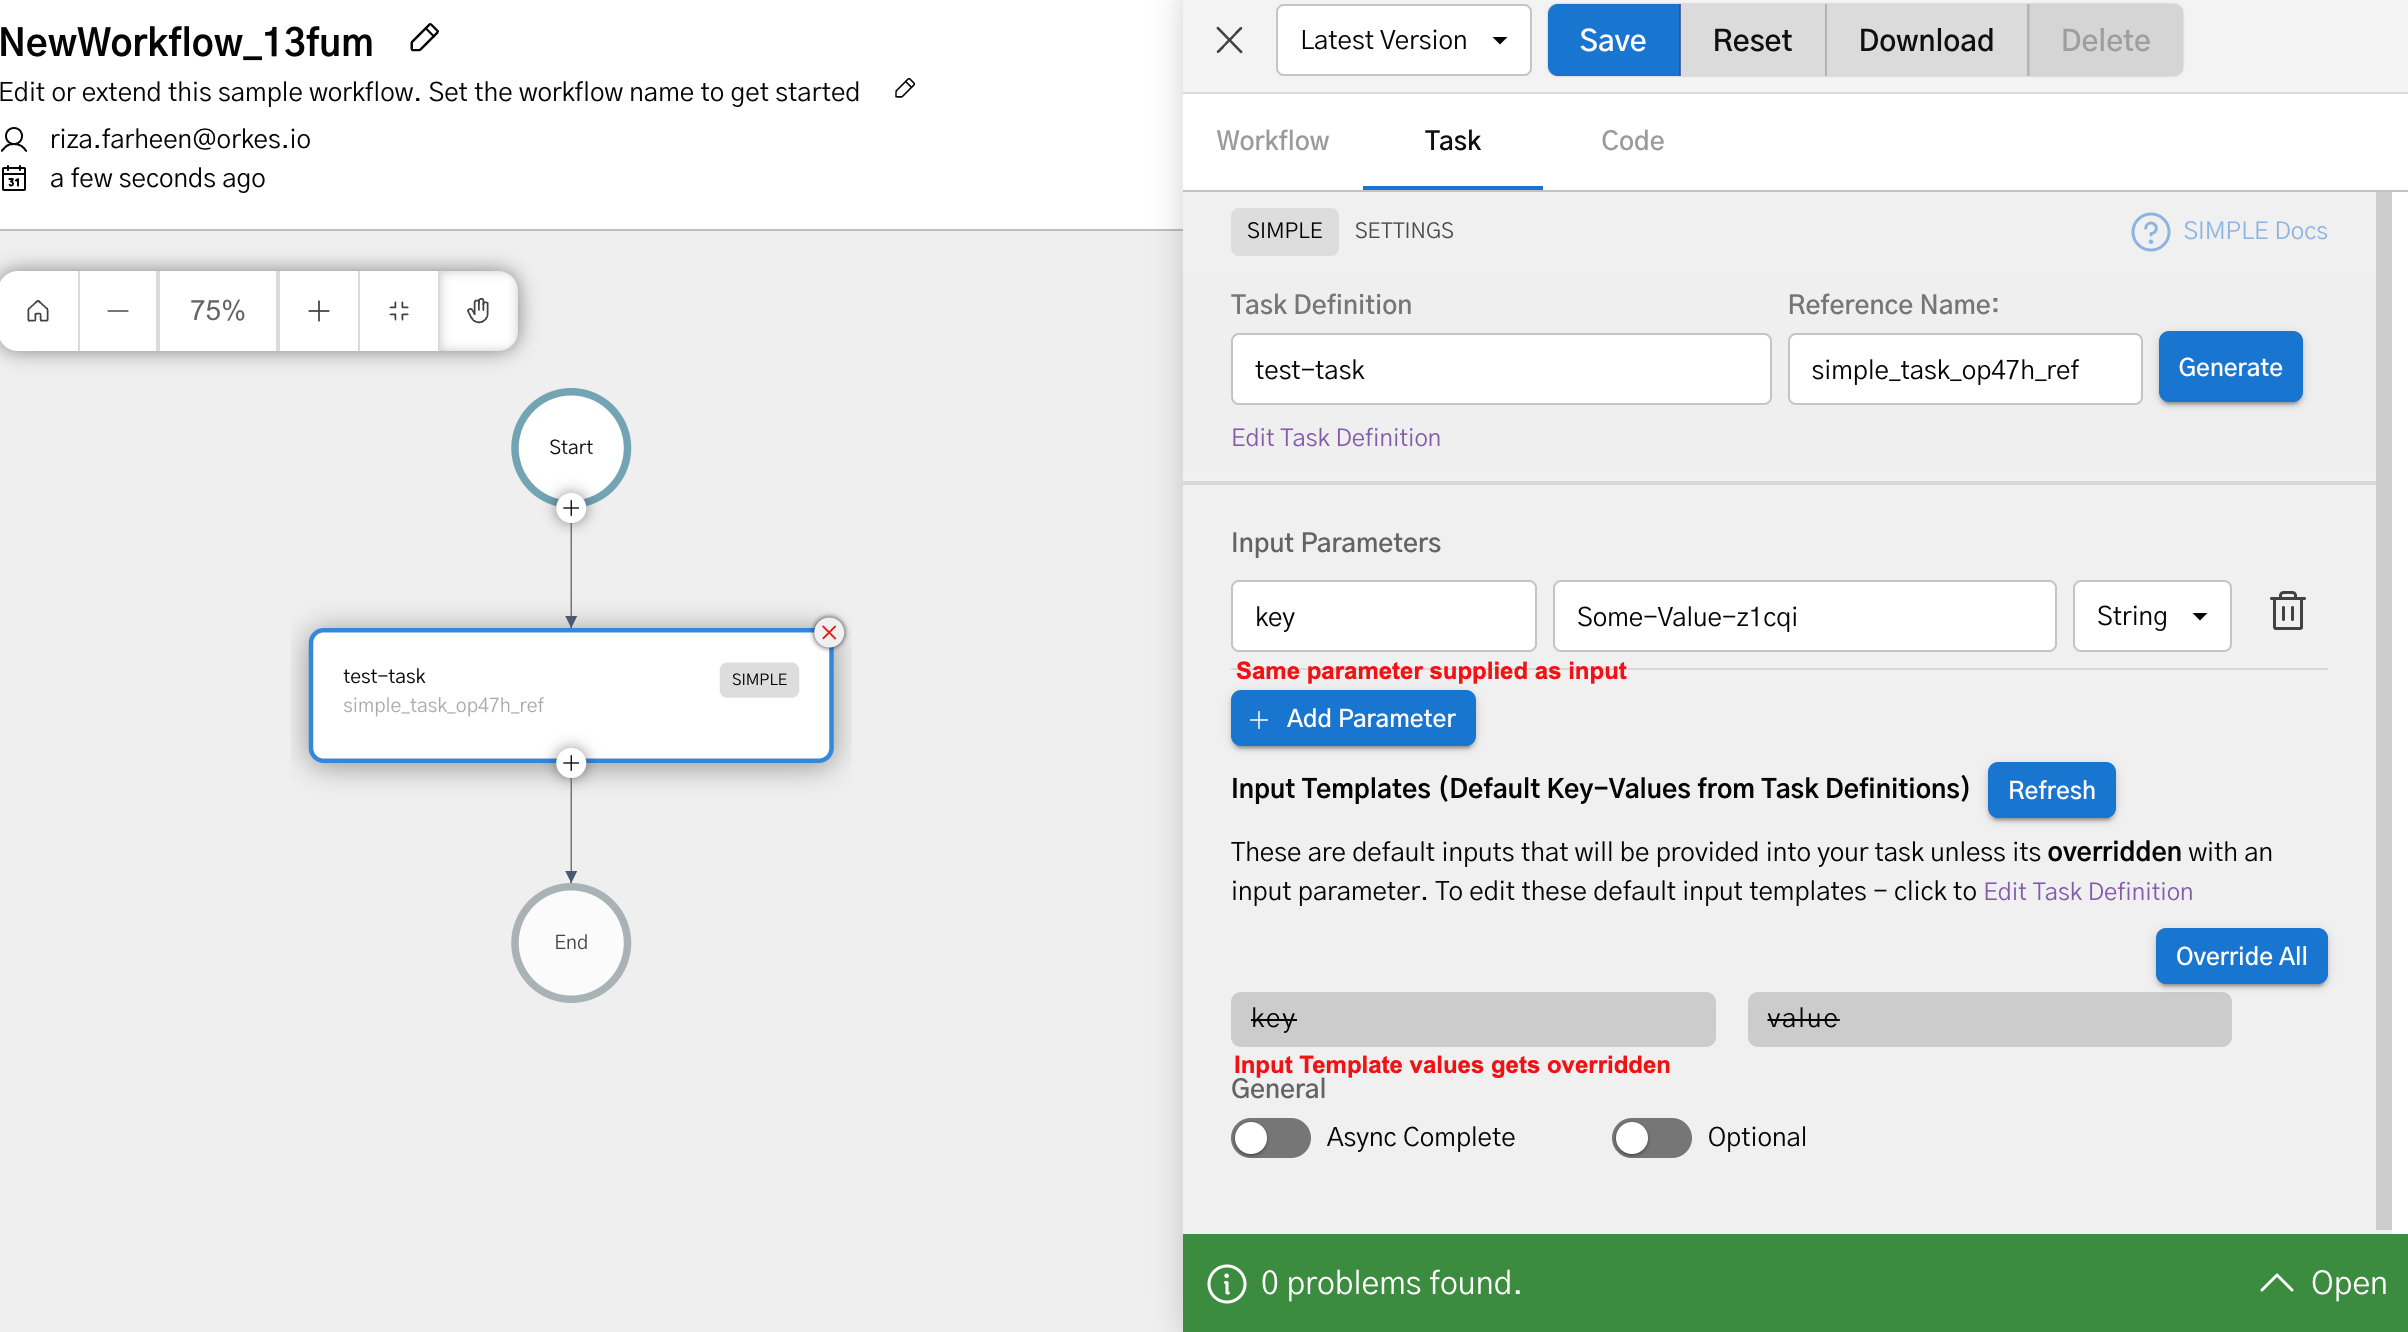 NewWorkflow_13fum
Edit or extend this sample workflow. Set the workflow name to get started
riza.farheen@orkes.io
31
a few seconds ago
75%
Start
test-task
SIMPLE
simple_task_op47h_ref
End
Latest Version
Save
Reset
Download
Delete
Workflow
Task
Code
SIMPLE
SETTINGS
? SIMPLE Docs
Task Definition
Reference Name:
test-task
simple_task_op47h_ref
Generate
Edit Task Definition
Input Parameters
key
Some-Value-z1cqi
String
Same parameter supplied as input
+ Add Parameter
Input Templates (Default Key-Values from Task Definitions)
Refresh
These are default inputs that will be provided into your task unless its overridden with an
input parameter. To edit these default input templates - click to Edit Task Definition
Override All
key
value
Input Template values gets overridden
General
Async Complete
Optional
0 problems found.
Open